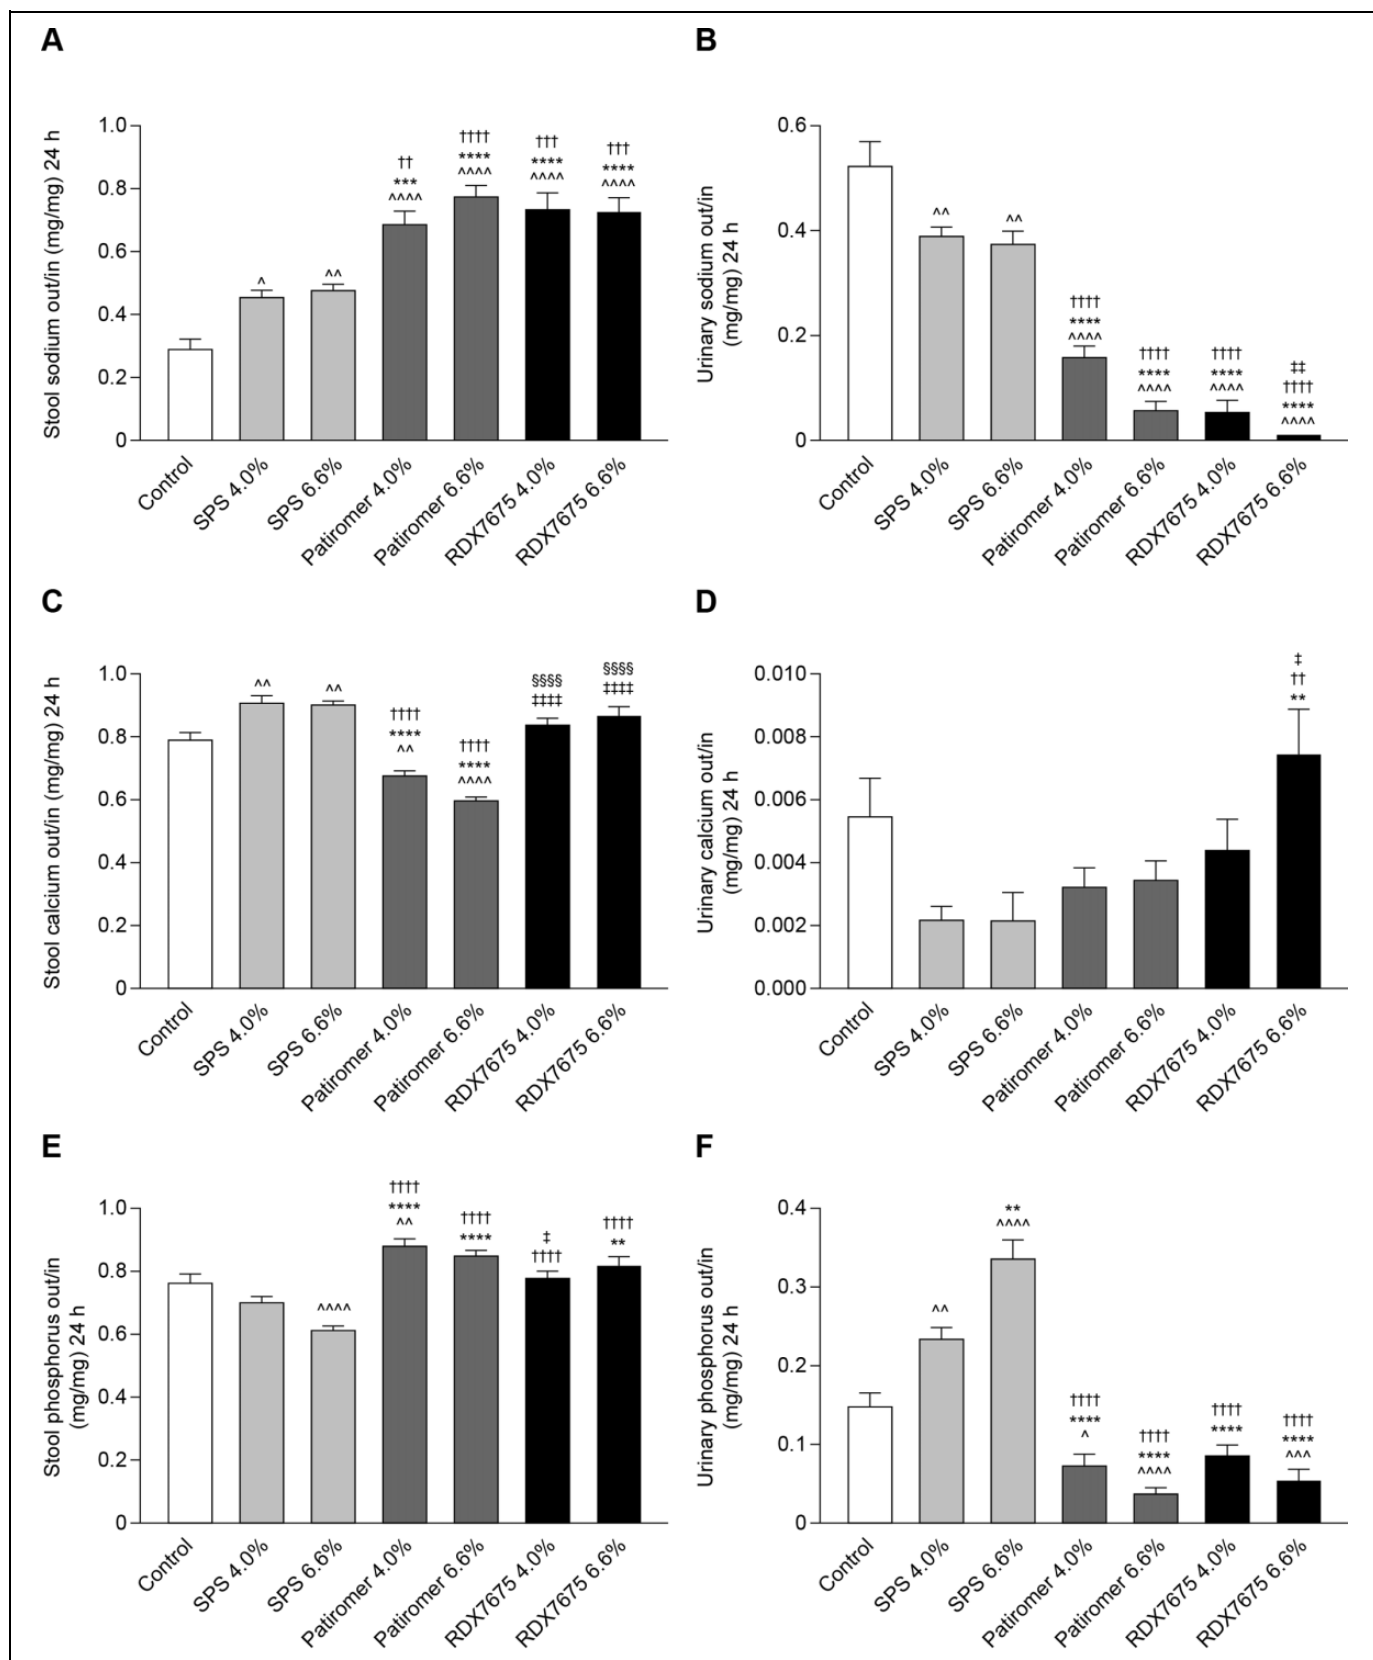 A
Stool sodium out/in (mg/mg) 24 h
1.0
0.8
0.6
0.4
0.2
0
^
^^
††
***
^^^^
††††
****
^^^^
†††
****
^^^^
†††
****
^^^^
Control
SPS 4.0%
SPS 6.6%
Patiromer 4.0%
Patiromer 6.6%
RDX7675 4.0%
RDX7675 6.6%
B
Urinary sodium out/in
(mg/mg) 24 h
0.6
0.4
0.2
0
^^
^^
††††
****
^^^^
††††
****
^^^^
††††
****
^^^^
‡‡
††††
****
^^^^
Control
SPS 4.0%
SPS 6.6%
Patiromer 4.0%
Patiromer 6.6%
RDX7675 4.0%
RDX7675 6.6%
C
Stool calcium out/in (mg/mg) 24 h
1.0
0.8
0.6
0.4
0.2
0
^^
^^
††††
****
^^
††††
****
^^^^
§§§§
‡‡‡‡
§§§§
‡‡‡‡
Control
SPS 4.0%
SPS 6.6%
Patiromer 4.0%
Patiromer 6.6%
RDX7675 4.0%
RDX7675 6.6%
D
Urinary calcium out/in
(mg/mg) 24 h
0.010
0.008
0.006
0.004
0.002
0.000
‡
††
**
Control
SPS 4.0%
SPS 6.6%
Patiromer 4.0%
Patiromer 6.6%
RDX7675 4.0%
RDX7675 6.6%
E
Stool phosphorus out/in
(mg/mg) 24 h
1.0
0.8
0.6
0.4
0.2
0
^^^^
††††
****
^^
††††
****
‡
††††
††††
**
Control
SPS 4.0%
SPS 6.6%
Patiromer 4.0%
Patiromer 6.6%
RDX7675 4.0%
RDX7675 6.6%
F
Urinary phosphorus out/in
(mg/mg) 24 h
0.4
0.3
0.2
0.1
0
^^
**
^^^^
††††
****
^
††††
****
^^^^
††††
****
††††
****
^^^
Control
SPS 4.0%
SPS 6.6%
Patiromer 4.0%
Patiromer 6.6%
RDX7675 4.0%
RDX7675 6.6%